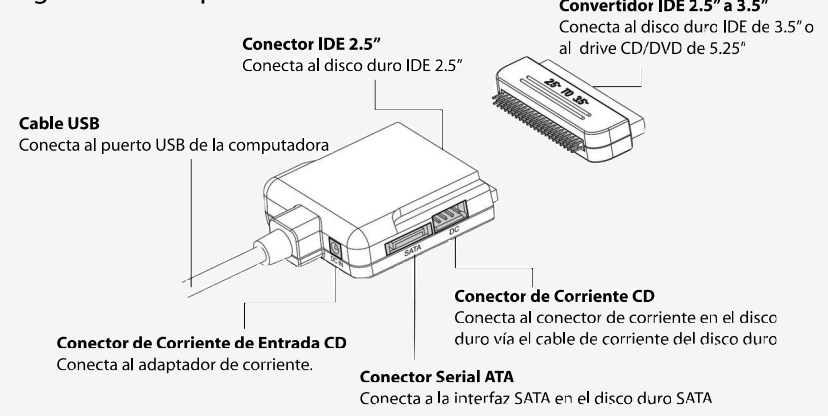 Convertidor IDE 2.5” a 3.5”
Conecta al disco duro IDE de 3.5” o
al drive CD/DVD de 5.25”
Conector IDE 2.5”
Conecta al disco duro IDE 2.5”
2.5" TO 3.5"
Cable USB
Conecta al puerto USB de la computadora
DC IN
SATA
DC
Conector de Corriente CD
Conecta al conector de corriente en el disco
duro vía el cable de corriente del disco duro
Conector de Corriente de Entrada CD
Conecta al adaptador de corriente.
Conector Serial ATA
Conecta a la interfaz SATA en el disco duro SATA